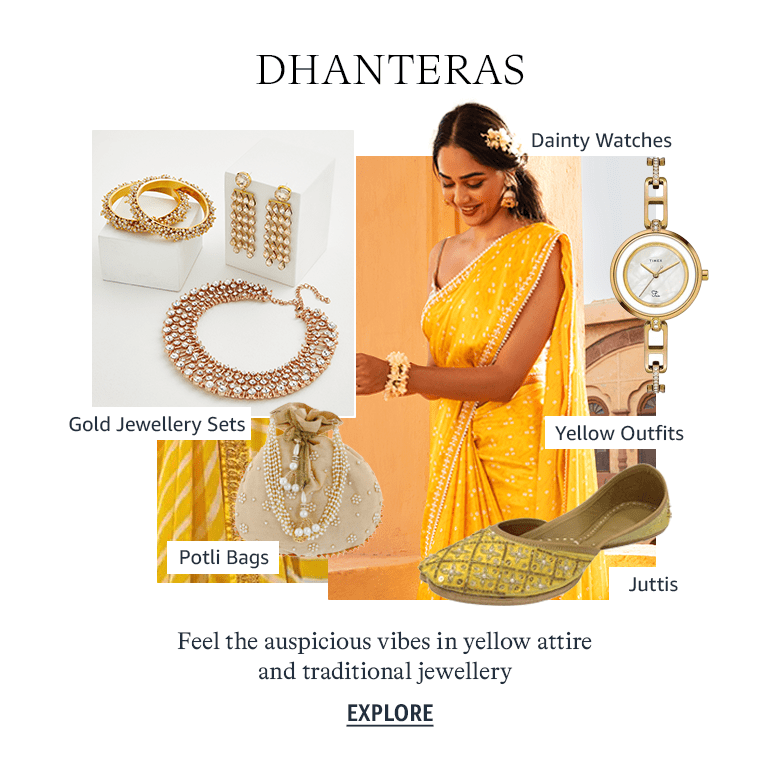 DHANTERAS
Dainty Watches
TIMEX
Gold Jewellery Sets
Yellow Outfits
Potli Bags
Juttis
Feel the auspicious vibes in yellow attire
and traditional jewellery
EXPLORE